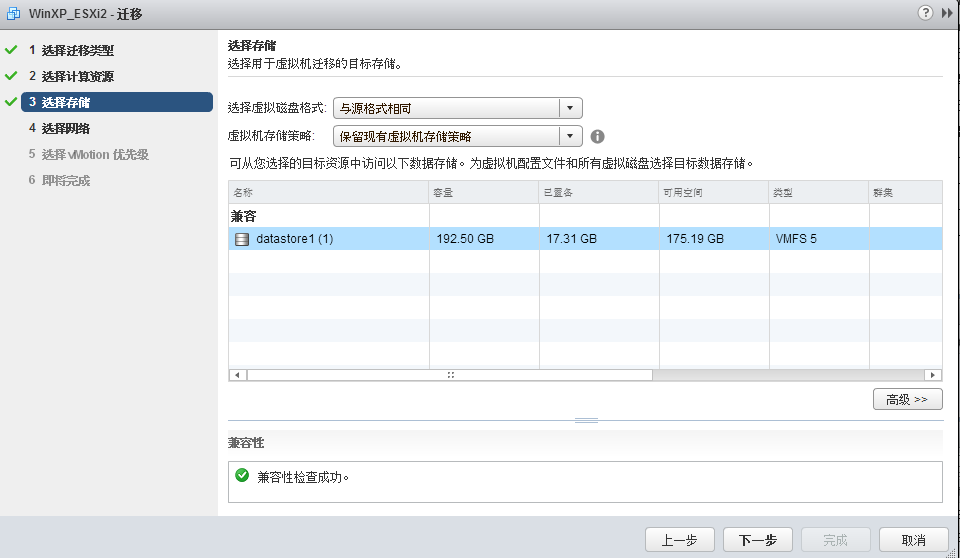 WinXP_ESXi2 - 迁移
1 选择迁移类型
2 选择计算资源
3 选择存储
4 选择网络
5 选择 vMotion 优先级
6 即将完成
选择存储
选择用于虚拟机迁移的目标存储。
选择虚拟磁盘格式: 与源格式相同
虚拟机存储策略: 保留现有虚拟机存储策略
可从您选择的目标资源中访问以下数据存储。为虚拟机配置文件和所有虚拟磁盘选择目标数据存储。
名称 容量 已置备 可用空间 类型 群集
兼容
datastore1 (1) 192.50 GB 17.31 GB 175.19 GB VMFS 5
高级 >>
兼容性
兼容性检查成功。
上一步 下一步 完成 取消